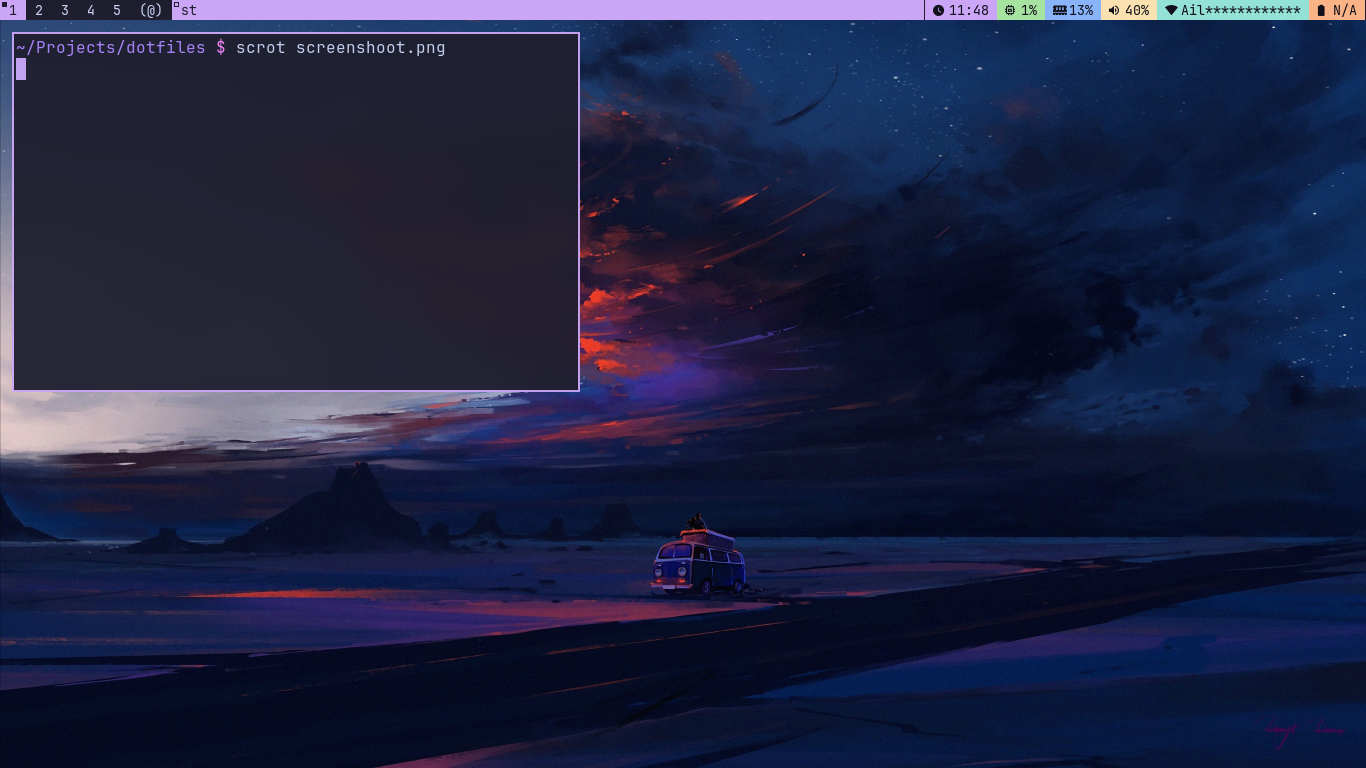 1 2 3 4 5 (@) st 11:48 1% 13% 40% Ail************ N/A
~/Projects/dotfiles $ scrot screenshoot.png